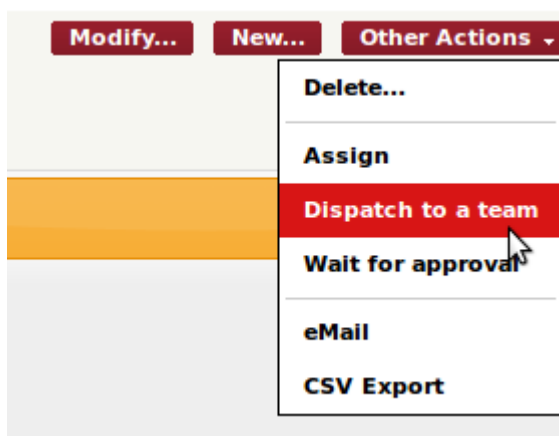 Modify... New... Other Actions
Delete...
Assign
Dispatch to a team
Wait for approval
eMail
CSV Export